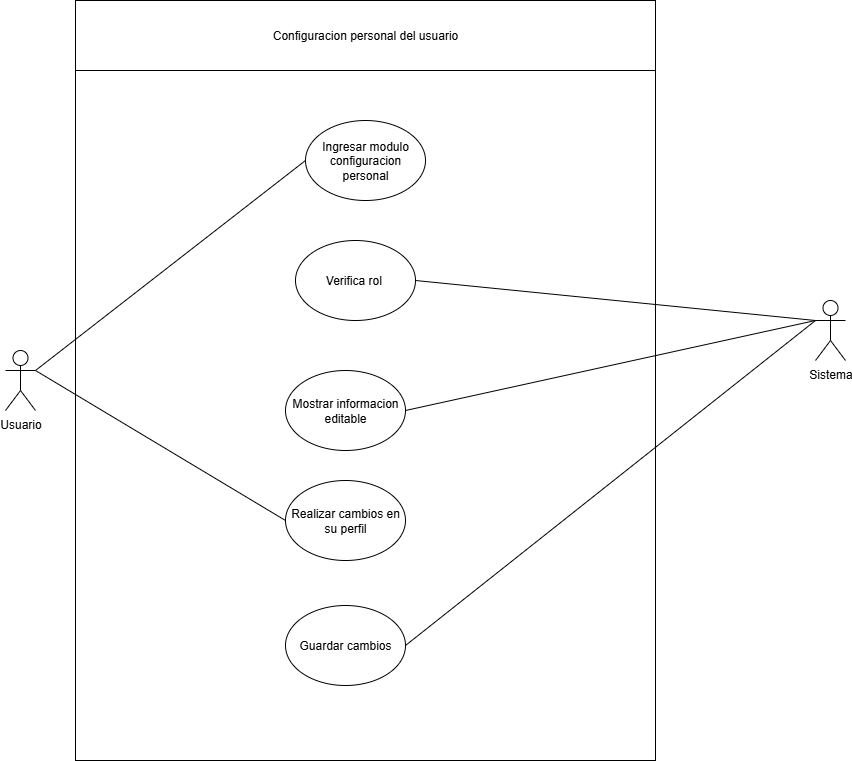 Configuracion personal del usuario
Ingresar modulo
configuracion
personal
Verifica rol
Sistema
Mostrar informacion
editable
Usuario
Realizar cambios en
su perfil
Guardar cambios